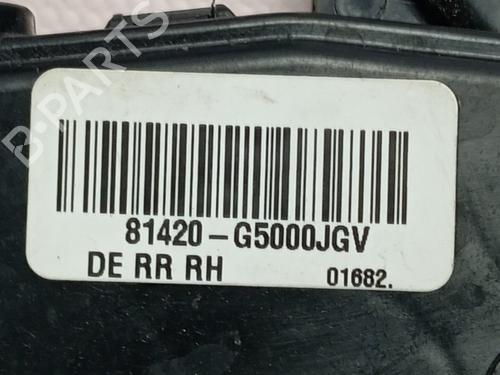 B-PARTS
81420-G5000JGV
DE RR RH 01682.